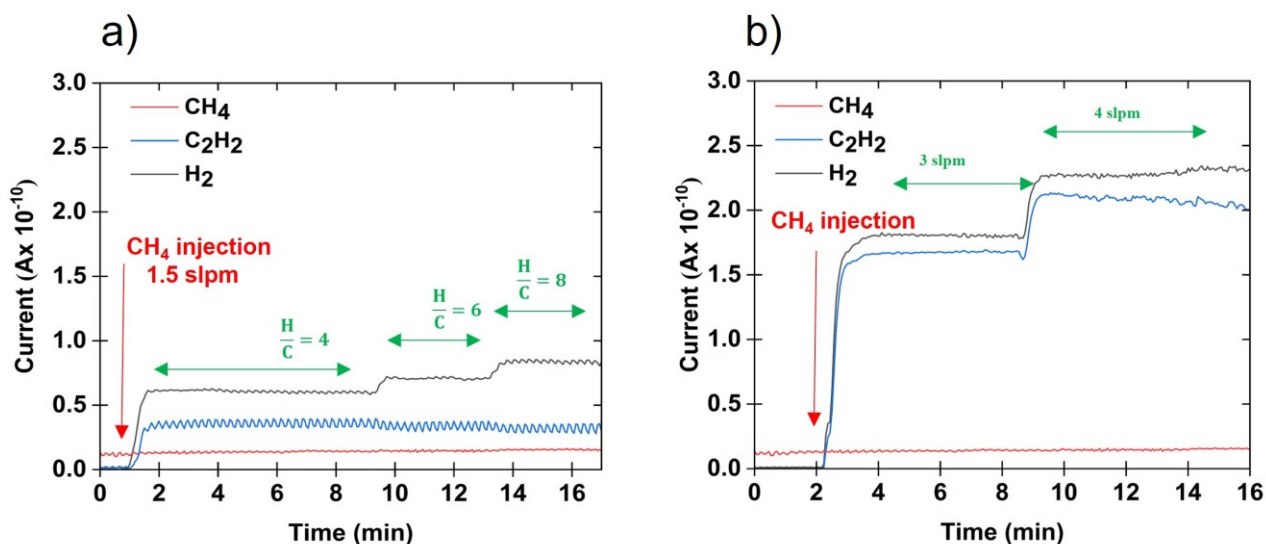 a)
3.0
2.5
2.0
1.5
1.0
0.5
0.0
Current (Ax 10-10)
CH4
C2H2
H2
CH4 injection
1.5 slpm
H/C = 4
H/C = 6
H/C = 8
0 2 4 6 8 10 12 14 16
Time (min)
b)
3.0
2.5
2.0
1.5
1.0
0.5
0.0
Current (Ax 10-10)
CH4
C2H2
H2
CH4 injection
3 slpm
4 slpm
0 2 4 6 8 10 12 14 16
Time (min)